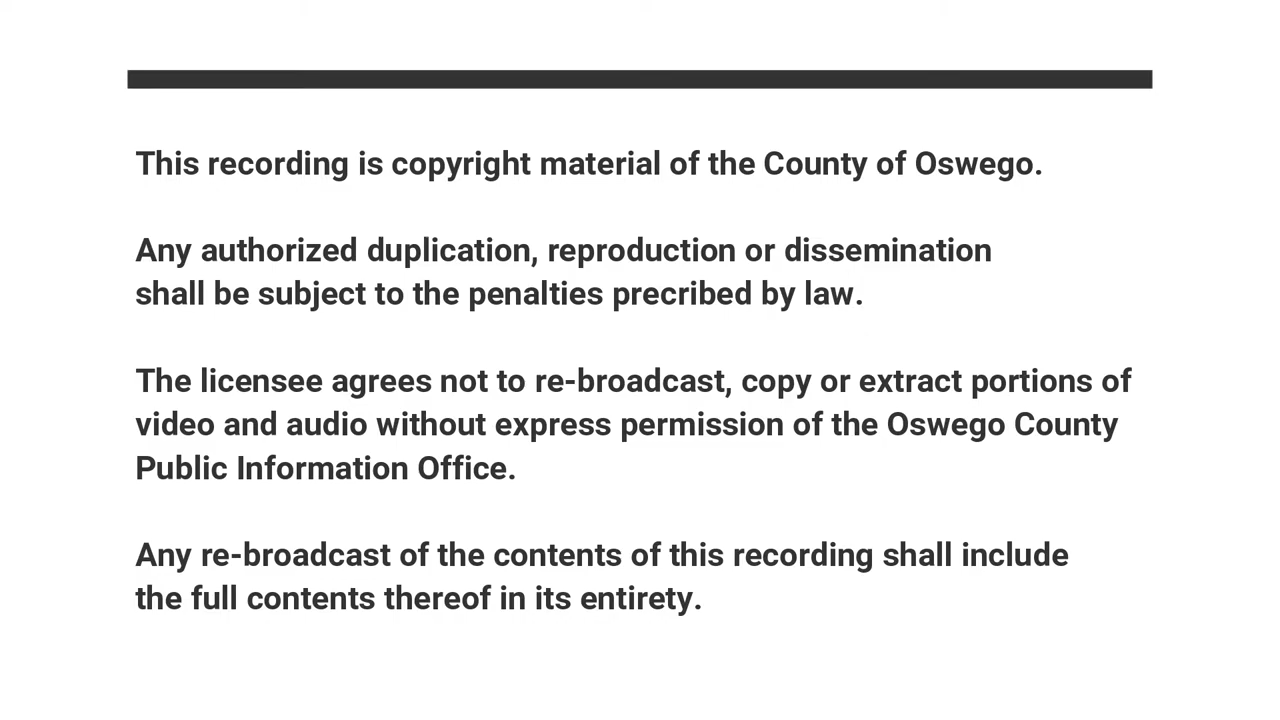 This recording is copyright material of the County of Oswego.
Any authorized duplication, reproduction or dissemination
shall be subject to the penalties precribed by law.
The licensee agrees not to re-broadcast, copy or extract portions of
video and audio without express permission of the Oswego County
Public Information Office.
Any re-broadcast of the contents of this recording shall include
the full contents thereof in its entirety.